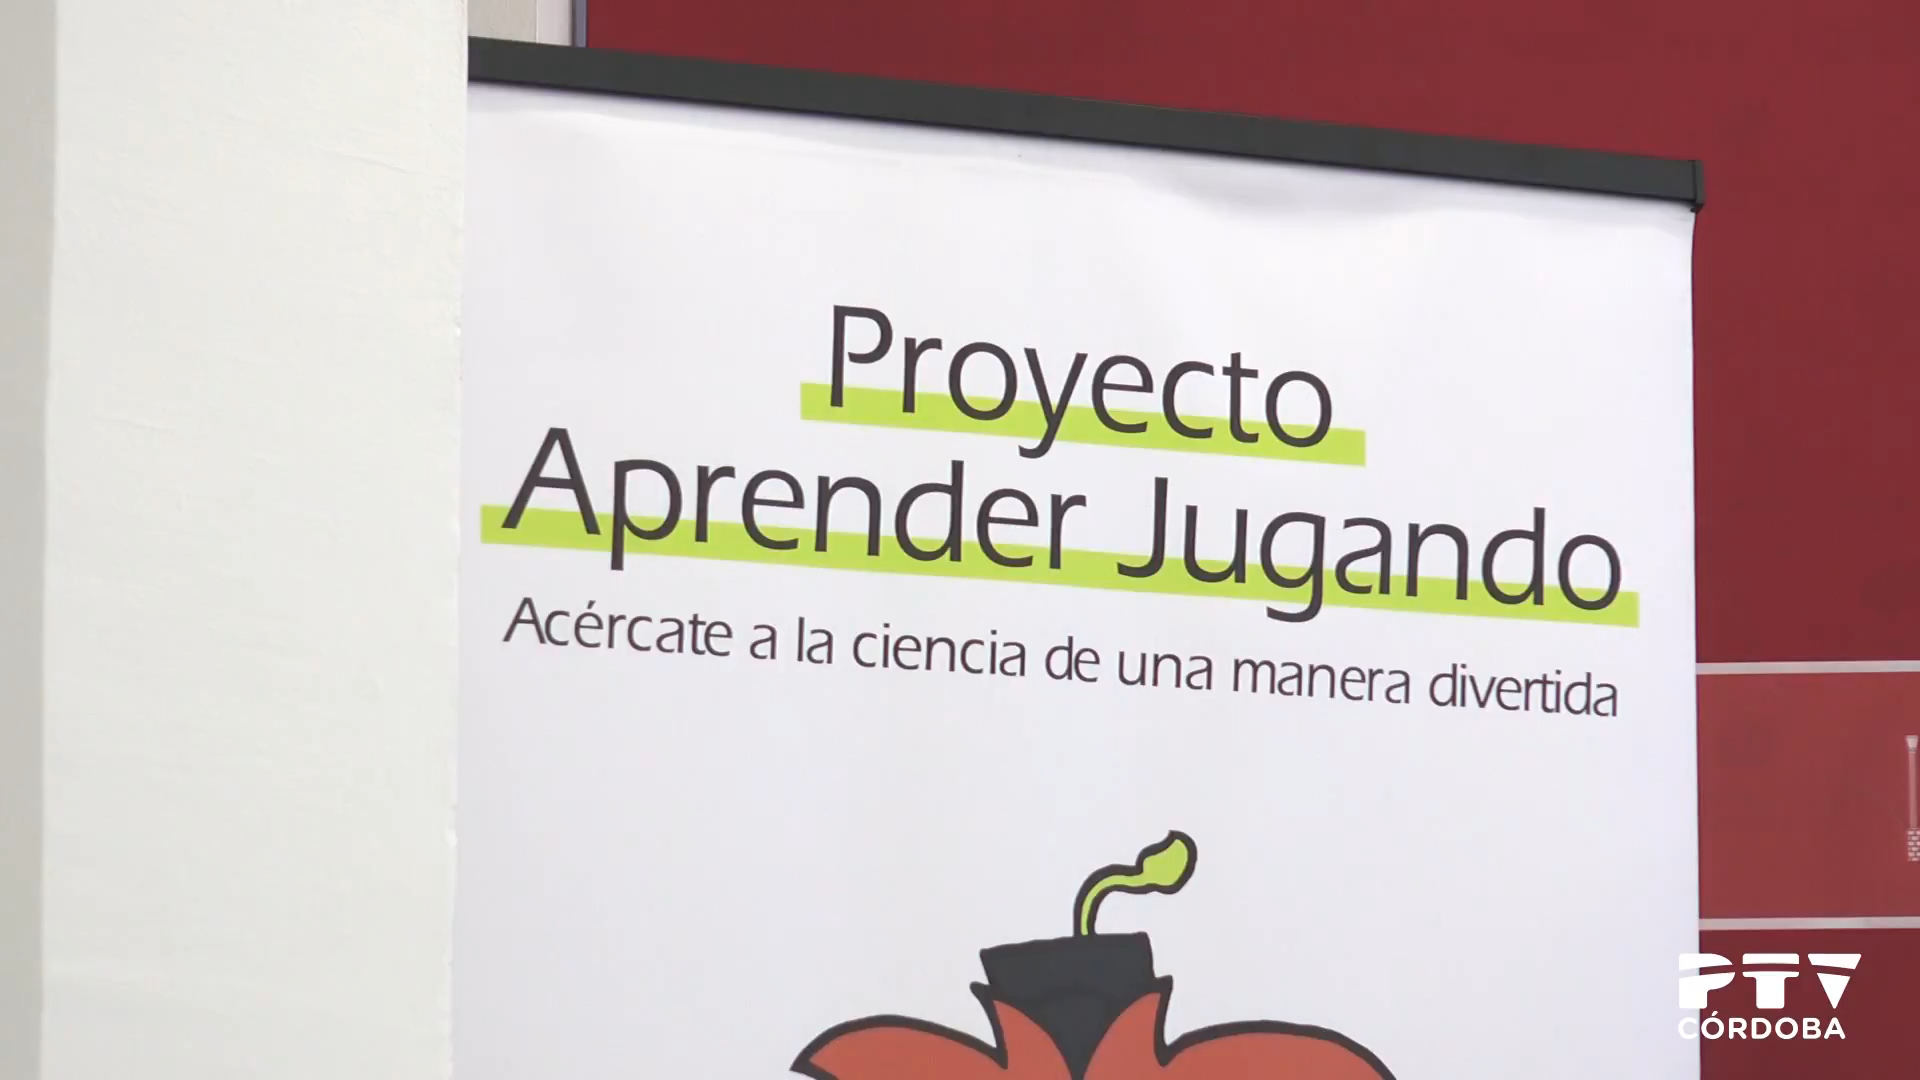 Proyecto
Aprender Jugando
Acércate a la ciencia de una manera divertida
PTV
CÓRDOBA